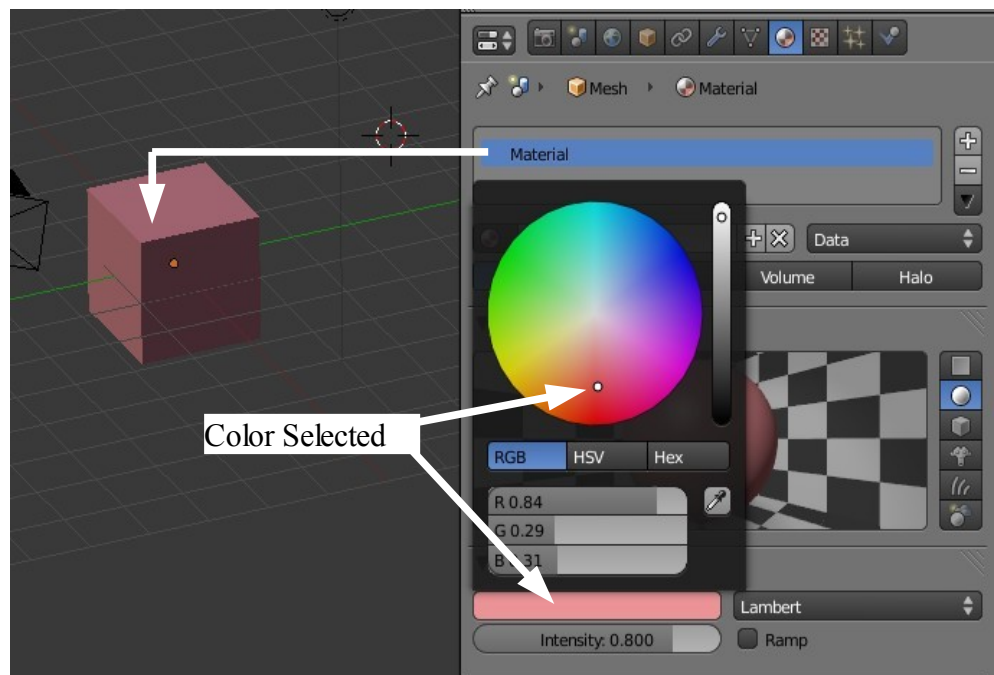 Mesh Material
Material
Data
Volume Halo
Color Selected
RGB HSV Hex
R 0.84
G 0.29
B 31
Lambert
Intensity: 0.800 Ramp